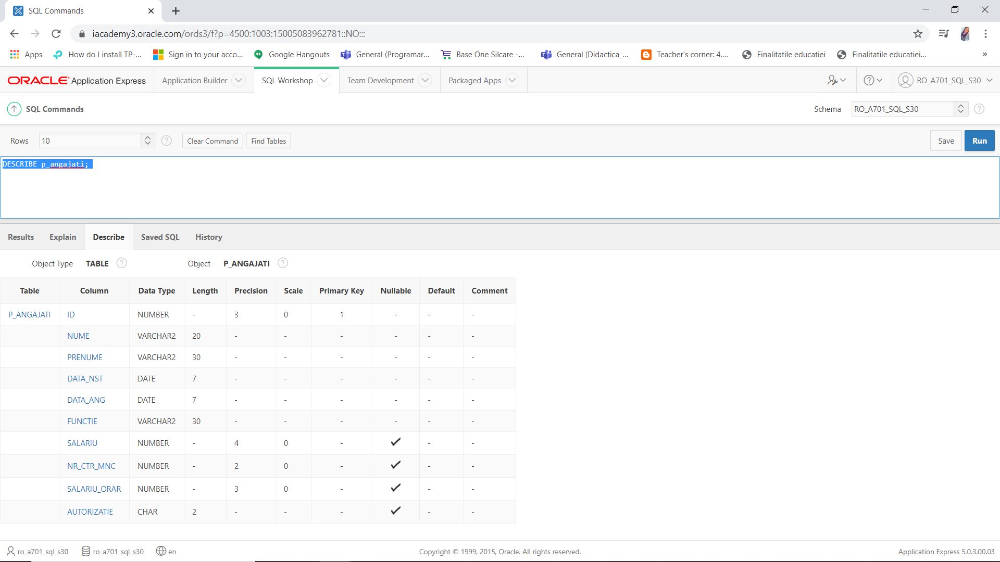 SQL Commands
iacademy3.oracle.com/ords3/f?p=4500:1003:15005083962781::NO:::
Apps How do I install TP-... Sign in to your acco... Google Hangouts General (Programar... Base One Silcare -... General (Didactica_... Teacher's corner: 4.... Finalitatile educatiei Finalitatile educatiei... »
ORACLE Application Express Application Builder SQL Workshop Team Development Packaged Apps RO_A701_SQL_S30
SQL Commands Schema RO_A701_SQL_S30
Rows 10 Clear Command Find Tables Save Run
DESCRIBE p_angajati;
Results Explain Describe Saved SQL History
Object Type TABLE Object P_ANGAJATI
Table Column Data Type Length Precision Scale Primary Key Nullable Default Comment
P_ANGAJATI ID NUMBER - 3 0 1 - - -
NUME VARCHAR2 20 - - - - - -
PRENUME VARCHAR2 30 - - - - - -
DATA_NST DATE 7 - - - - - -
DATA_ANG DATE 7 - - - - - -
FUNCTIE VARCHAR2 30 - - - - - -
SALARIU NUMBER - 4 0 - ✓ - -
NR_CTR_MNC NUMBER - 2 0 - ✓ - -
SALARIU_ORAR NUMBER - 3 0 - ✓ - -
AUTORIZATIE CHAR 2 - - - ✓ - -
ro_a701_sql_s30 ro_a701_sql_s30 en Copyright © 1999, 2015, Oracle. All rights reserved. Application Express 5.0.3.00.03